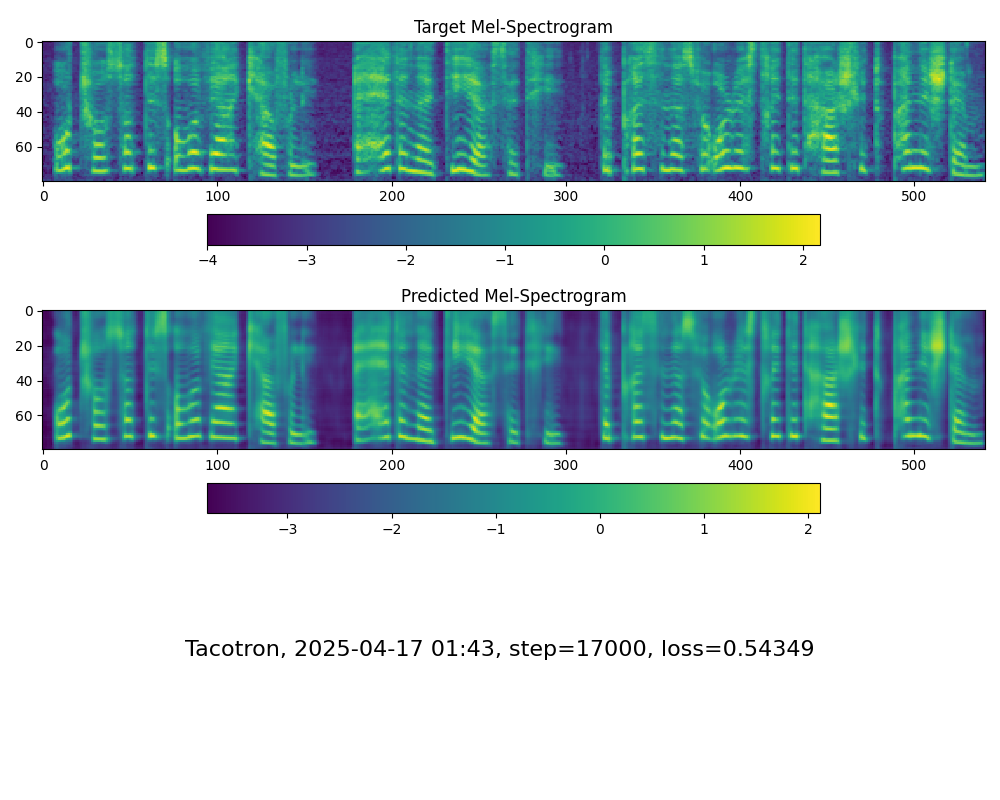 Target Mel-Spectrogram
0
20
40
60
0 100 200 300 400 500
−4 −3 −2 −1 0 1 2
Predicted Mel-Spectrogram
0
20
40
60
0 100 200 300 400 500
−3 −2 −1 0 1 2
Tacotron, 2025-04-17 01:43, step=17000, loss=0.54349